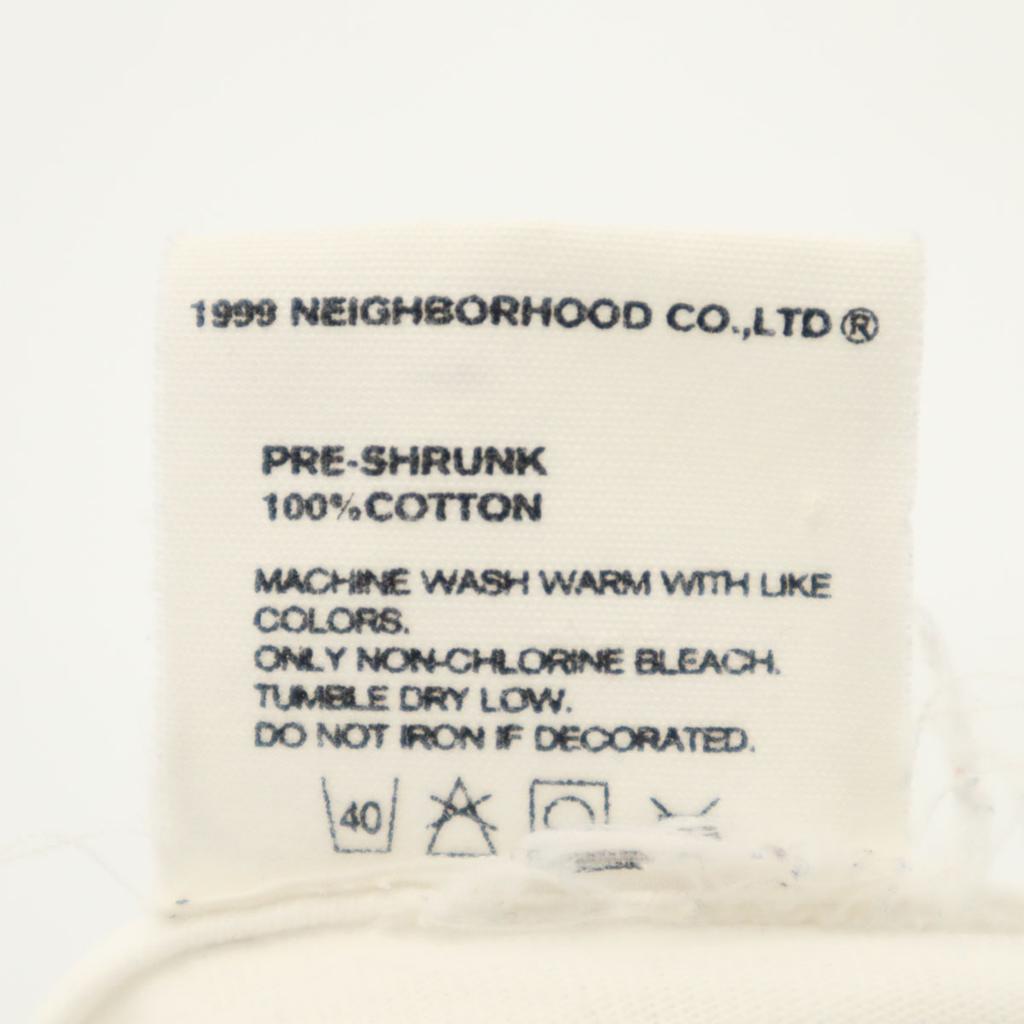 1999 NEIGHBORHOOD CO.,LTD ®
PRE-SHRUNK
100%COTTON
MACHINE WASH WARM WITH LIKE
COLORS.
ONLY NON-CHLORINE BLEACH.
TUMBLE DRY LOW.
DO NOT IRON IF DECORATED.
40